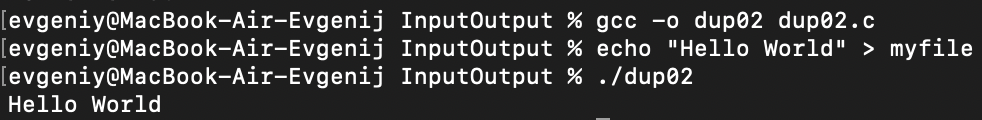 [evgeniy@MacBook-Air-Evgenij InputOutput % gcc -o dup02 dup02.c
[evgeniy@MacBook-Air-Evgenij InputOutput % echo "Hello World" > myfile
[evgeniy@MacBook-Air-Evgenij InputOutput % ./dup02
Hello World